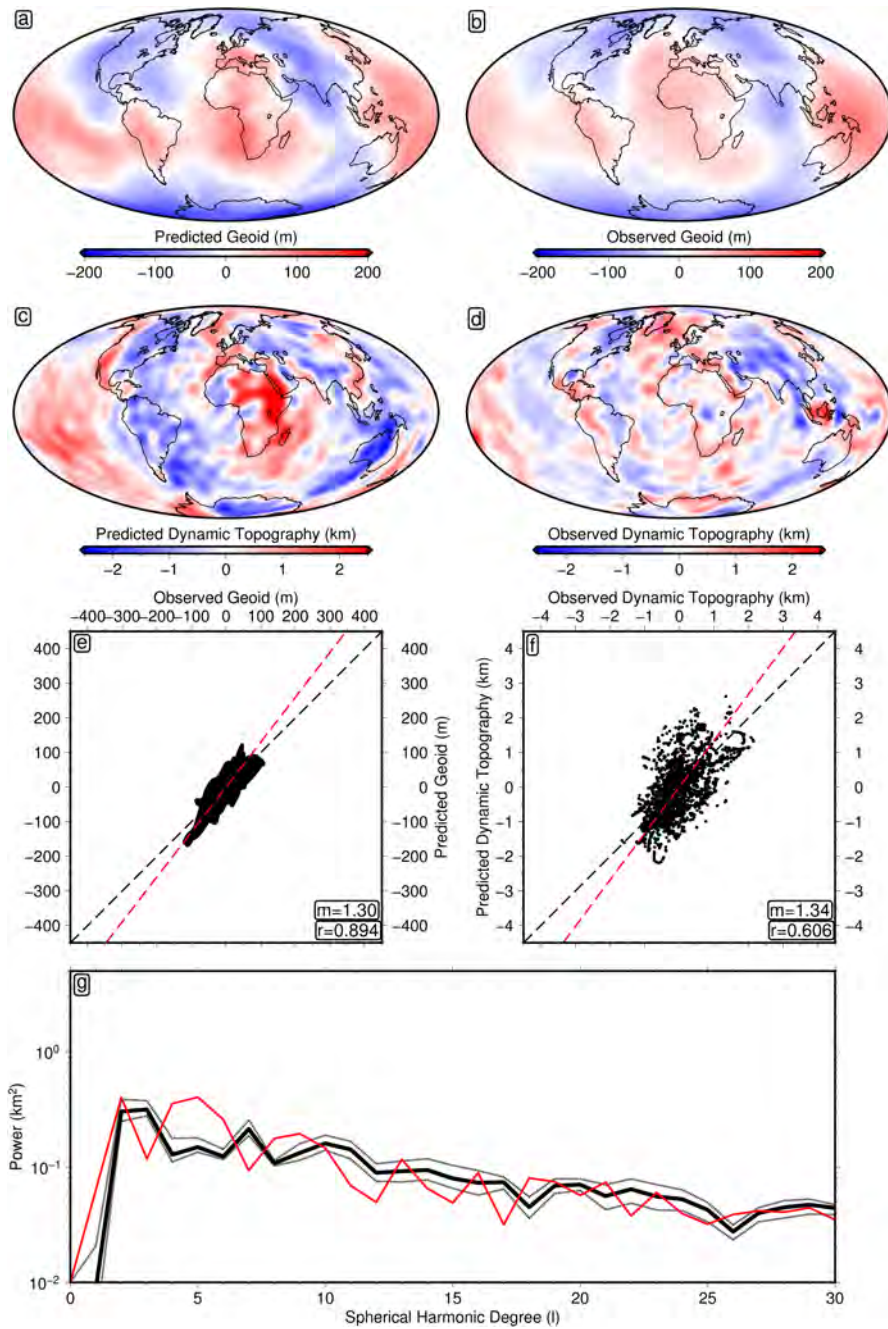 a
b
Predicted Geoid (m)
−200 −100 0 100 200
Observed Geoid (m)
−200 −100 0 100 200
c
d
Predicted Dynamic Topography (km)
−2 −1 0 1 2
Observed Dynamic Topography (km)
−2 −1 0 1 2
Observed Geoid (m)
−400 −300 −200 −100 0 100 200 300 400
e
400 400
300 300
200 200
100 100
0 0
−100 −100
−200 −200
−300 −300
−400 −400
Predicted Geoid (m)
m=1.30
r=0.894
Observed Dynamic Topography (km)
−4 −3 −2 −1 0 1 2 3 4
f
Predicted Dynamic Topography (km)
4 4
3 3
2 2
1 1
0 0
−1 −1
−2 −2
−3 −3
−4 −4
m=1.34
r=0.606
g
Power (km²)
10⁰
10⁻¹
10⁻²
0 5 10 15 20 25 30
Spherical Harmonic Degree (l)